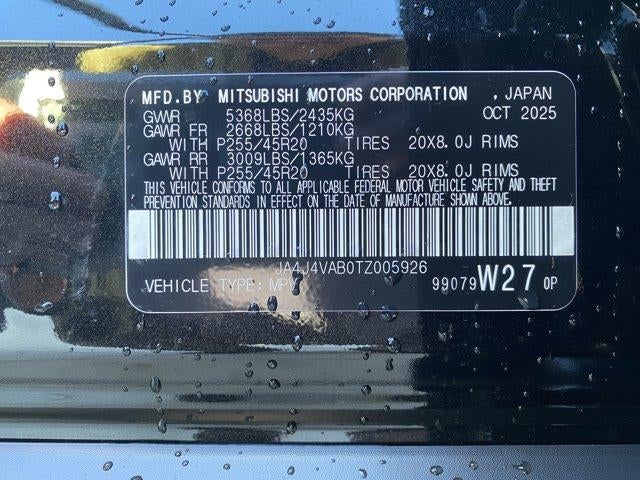 MFD.BY MITSUBISHI MOTORS CORPORATION , JAPAN
GVWR 5368LBS/2435KG OCT 2025
GAWR FR 2668LBS/1210KG
WITH P255/45R20 TIRES 20X8.0J RIMS
GAWR RR 3009LBS/1365KG
WITH P255/45R20 TIRES 20X8.0J RIMS
THIS VEHICLE CONFORMS TO ALL APPLICABLE FEDERAL MOTOR VEHICLE SAFETY AND THEFT
PREVENTION STANDARDS IN EFFECT ON THE DATE OF MANUFACTURE SHOWN ABOVE.
JA4J4VAB0TZ005926
VEHICLE TYPE:MPV 99079 W27 0P